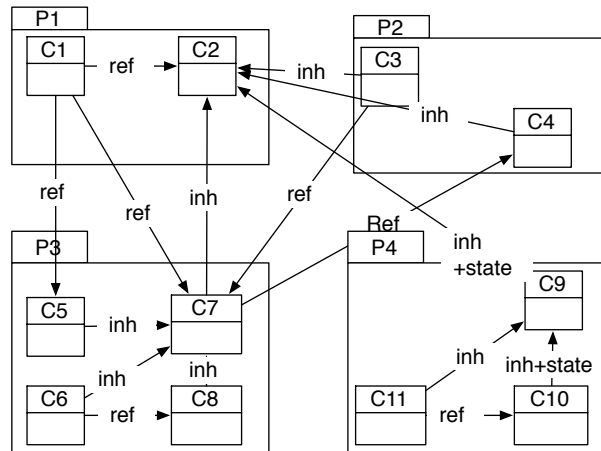 P1
P2
C1
C2
C3
ref
inh
inh
C4
ref
ref
inh
ref
Ref
inh
+state
P3
P4
C5
C7
C9
inh
inh
inh
inh
inh+state
C6
C8
C11
C10
ref
ref